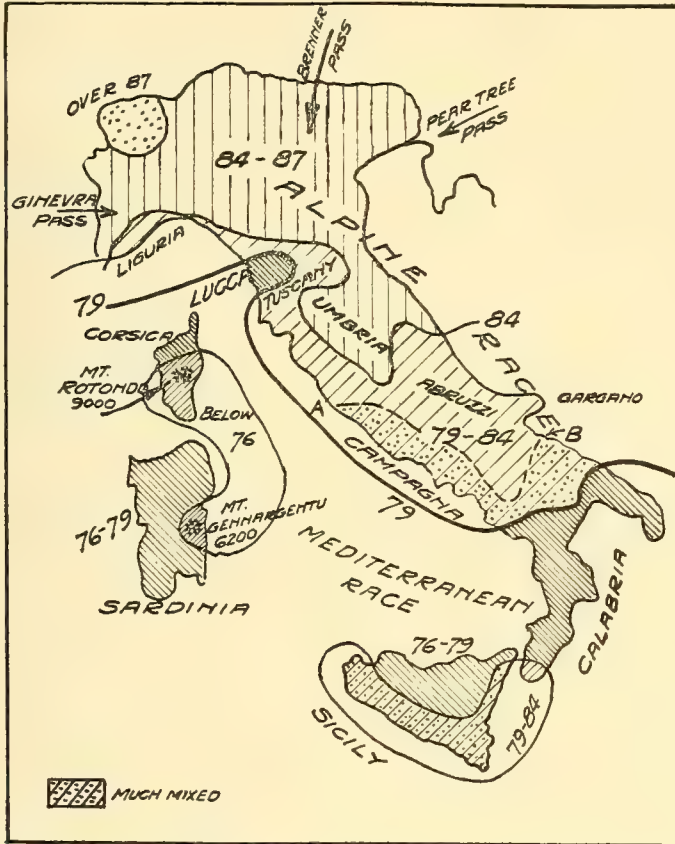 BRENNER
PASS
OVER 87
PEAR TREE
PASS
84-87
ALPINE
RACE
GINEVRA
PASS
LIGURIA
79
LUCCA
TUSCANY
UMBRIA
84
CORSICA
MT.
ROTONDO
9000
BELOW
76
ABRUZZI
GARGANO
A
79-84
B
CAMPAGNA
79
76-79
MT.
GENNARGENTU
6200
SARDINIA
MEDITERRANEAN
RACE
CALABRIA
76-79
SICILY
79-84
MUCH MIXED